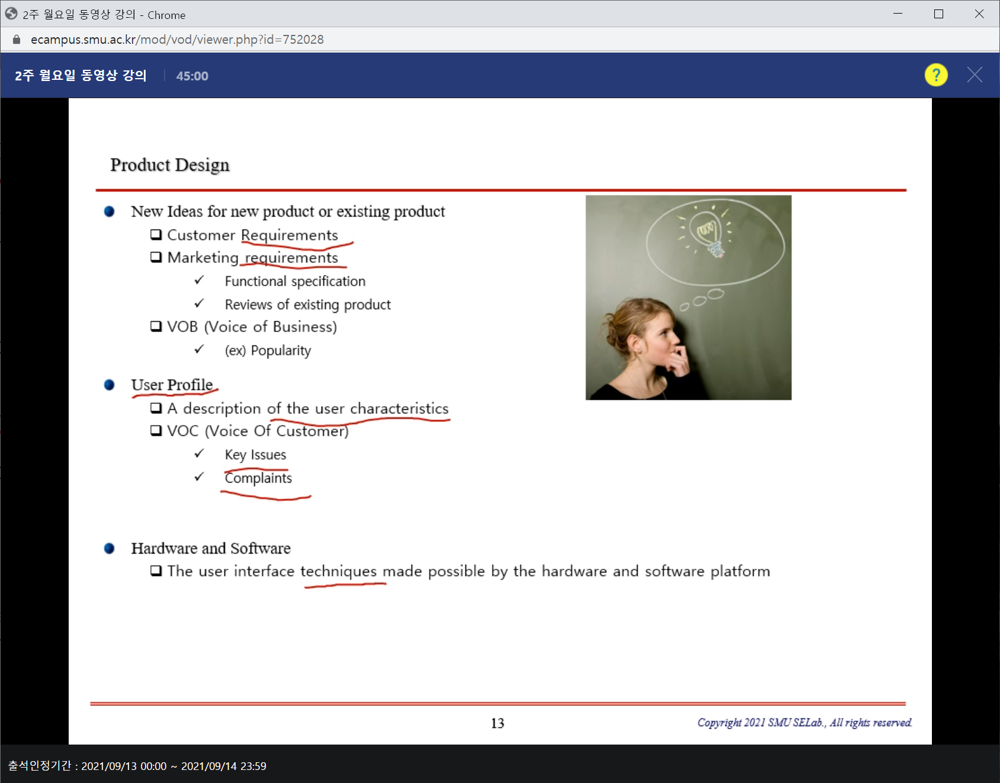 2주 월요일 동영상 강의 - Chrome
ecampus.smu.ac.kr/mod/vod/viewer.php?id=752028
2주 월요일 동영상 강의 45:00 ?
Product Design
New Ideas for new product or existing product
Customer Requirements
Marketing requirements
Functional specification
Reviews of existing product
VOB (Voice of Business)
(ex) Popularity
User Profile
A description of the user characteristics
VOC (Voice Of Customer)
Key Issues
Complaints
Hardware and Software
The user interface techniques made possible by the hardware and software platform
13
Copyright 2021 SMU SELab., All rights reserved.
출석인정기간 : 2021/09/13 00:00 ~ 2021/09/14 23:59